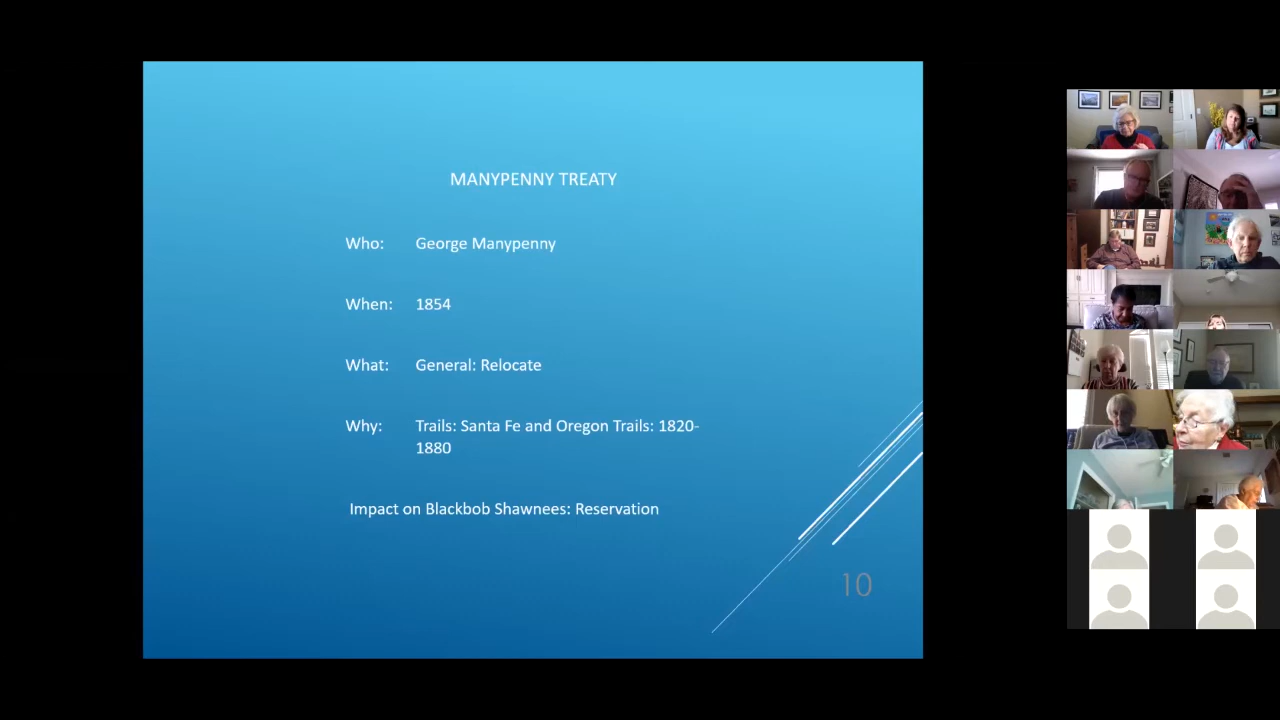 MANYPENNY TREATY
Who: George Manypenny
When: 1854
What: General: Relocate
Why: Trails: Santa Fe and Oregon Trails: 1820-
1880
Impact on Blackbob Shawnees: Reservation
10